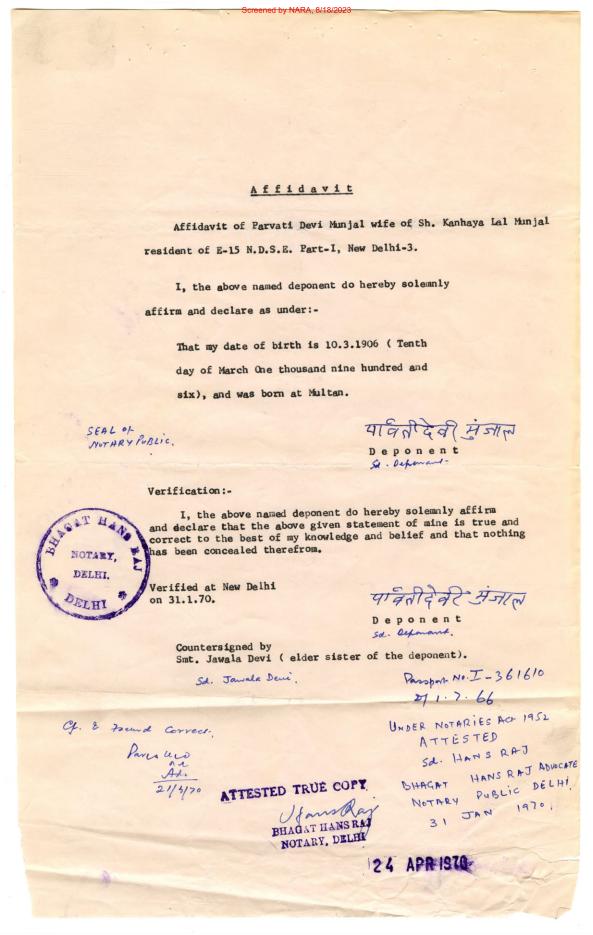 Screened by NARA, 8/18/2023
Affidavit
Affidavit of Parvati Devi Munjal wife of Sh. Kanhaya Lal Munjal
resident of E-15 N.D.S.E. Part-I, New Delhi-3.
I, the above named deponent do hereby solemnly
affirm and declare as under:-
That my date of birth is 10.3.1906 ( Tenth
day of March One thousand nine hundred and
six), and was born at Multan.
SEAL OF
NOTARY PUBLIC.
पार्वती देवी मुंजाल
Deponent
Sd. Deponant.
Verification:-
I, the above named deponent do hereby solemnly affirm
and declare that the above given statement of mine is true and
correct to the best of my knowledge and belief and that nothing
has been concealed therefrom.
BHAGAT HANS RAJ
NOTARY,
DELHI.
DELHI
Verified at New Delhi
on 31.1.70.
पार्वती देवी मुंजाल
Deponent
Sd. Deponant.
Countersigned by
Smt. Jawala Devi ( elder sister of the deponent).
Sd. Jawala Devi.
Passport No. I-361610
1.7.66
Found Correct.
21/4/70
UNDER NOTARIES ACT 1952
ATTESTED
Sd. HANS RAJ
BHAGAT HANS RAJ ADVOCATE
NOTARY PUBLIC DELHI.
31 JAN 1970.
ATTESTED TRUE COPY
Hans Raj
BHAGAT HANS RAJ
NOTARY, DELHI
24 APR 1970